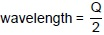 wavelength = Q/2